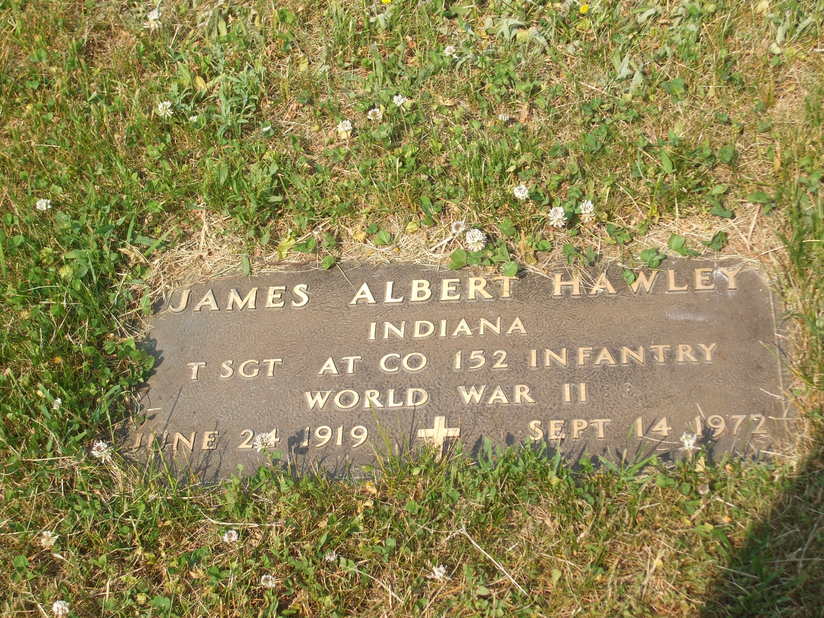 JAMES ALBERT HAWLEY
INDIANA
T SGT AT CO 152 INFANTRY
WORLD WAR II
JUNE 24 1919 SEPT 14 1972